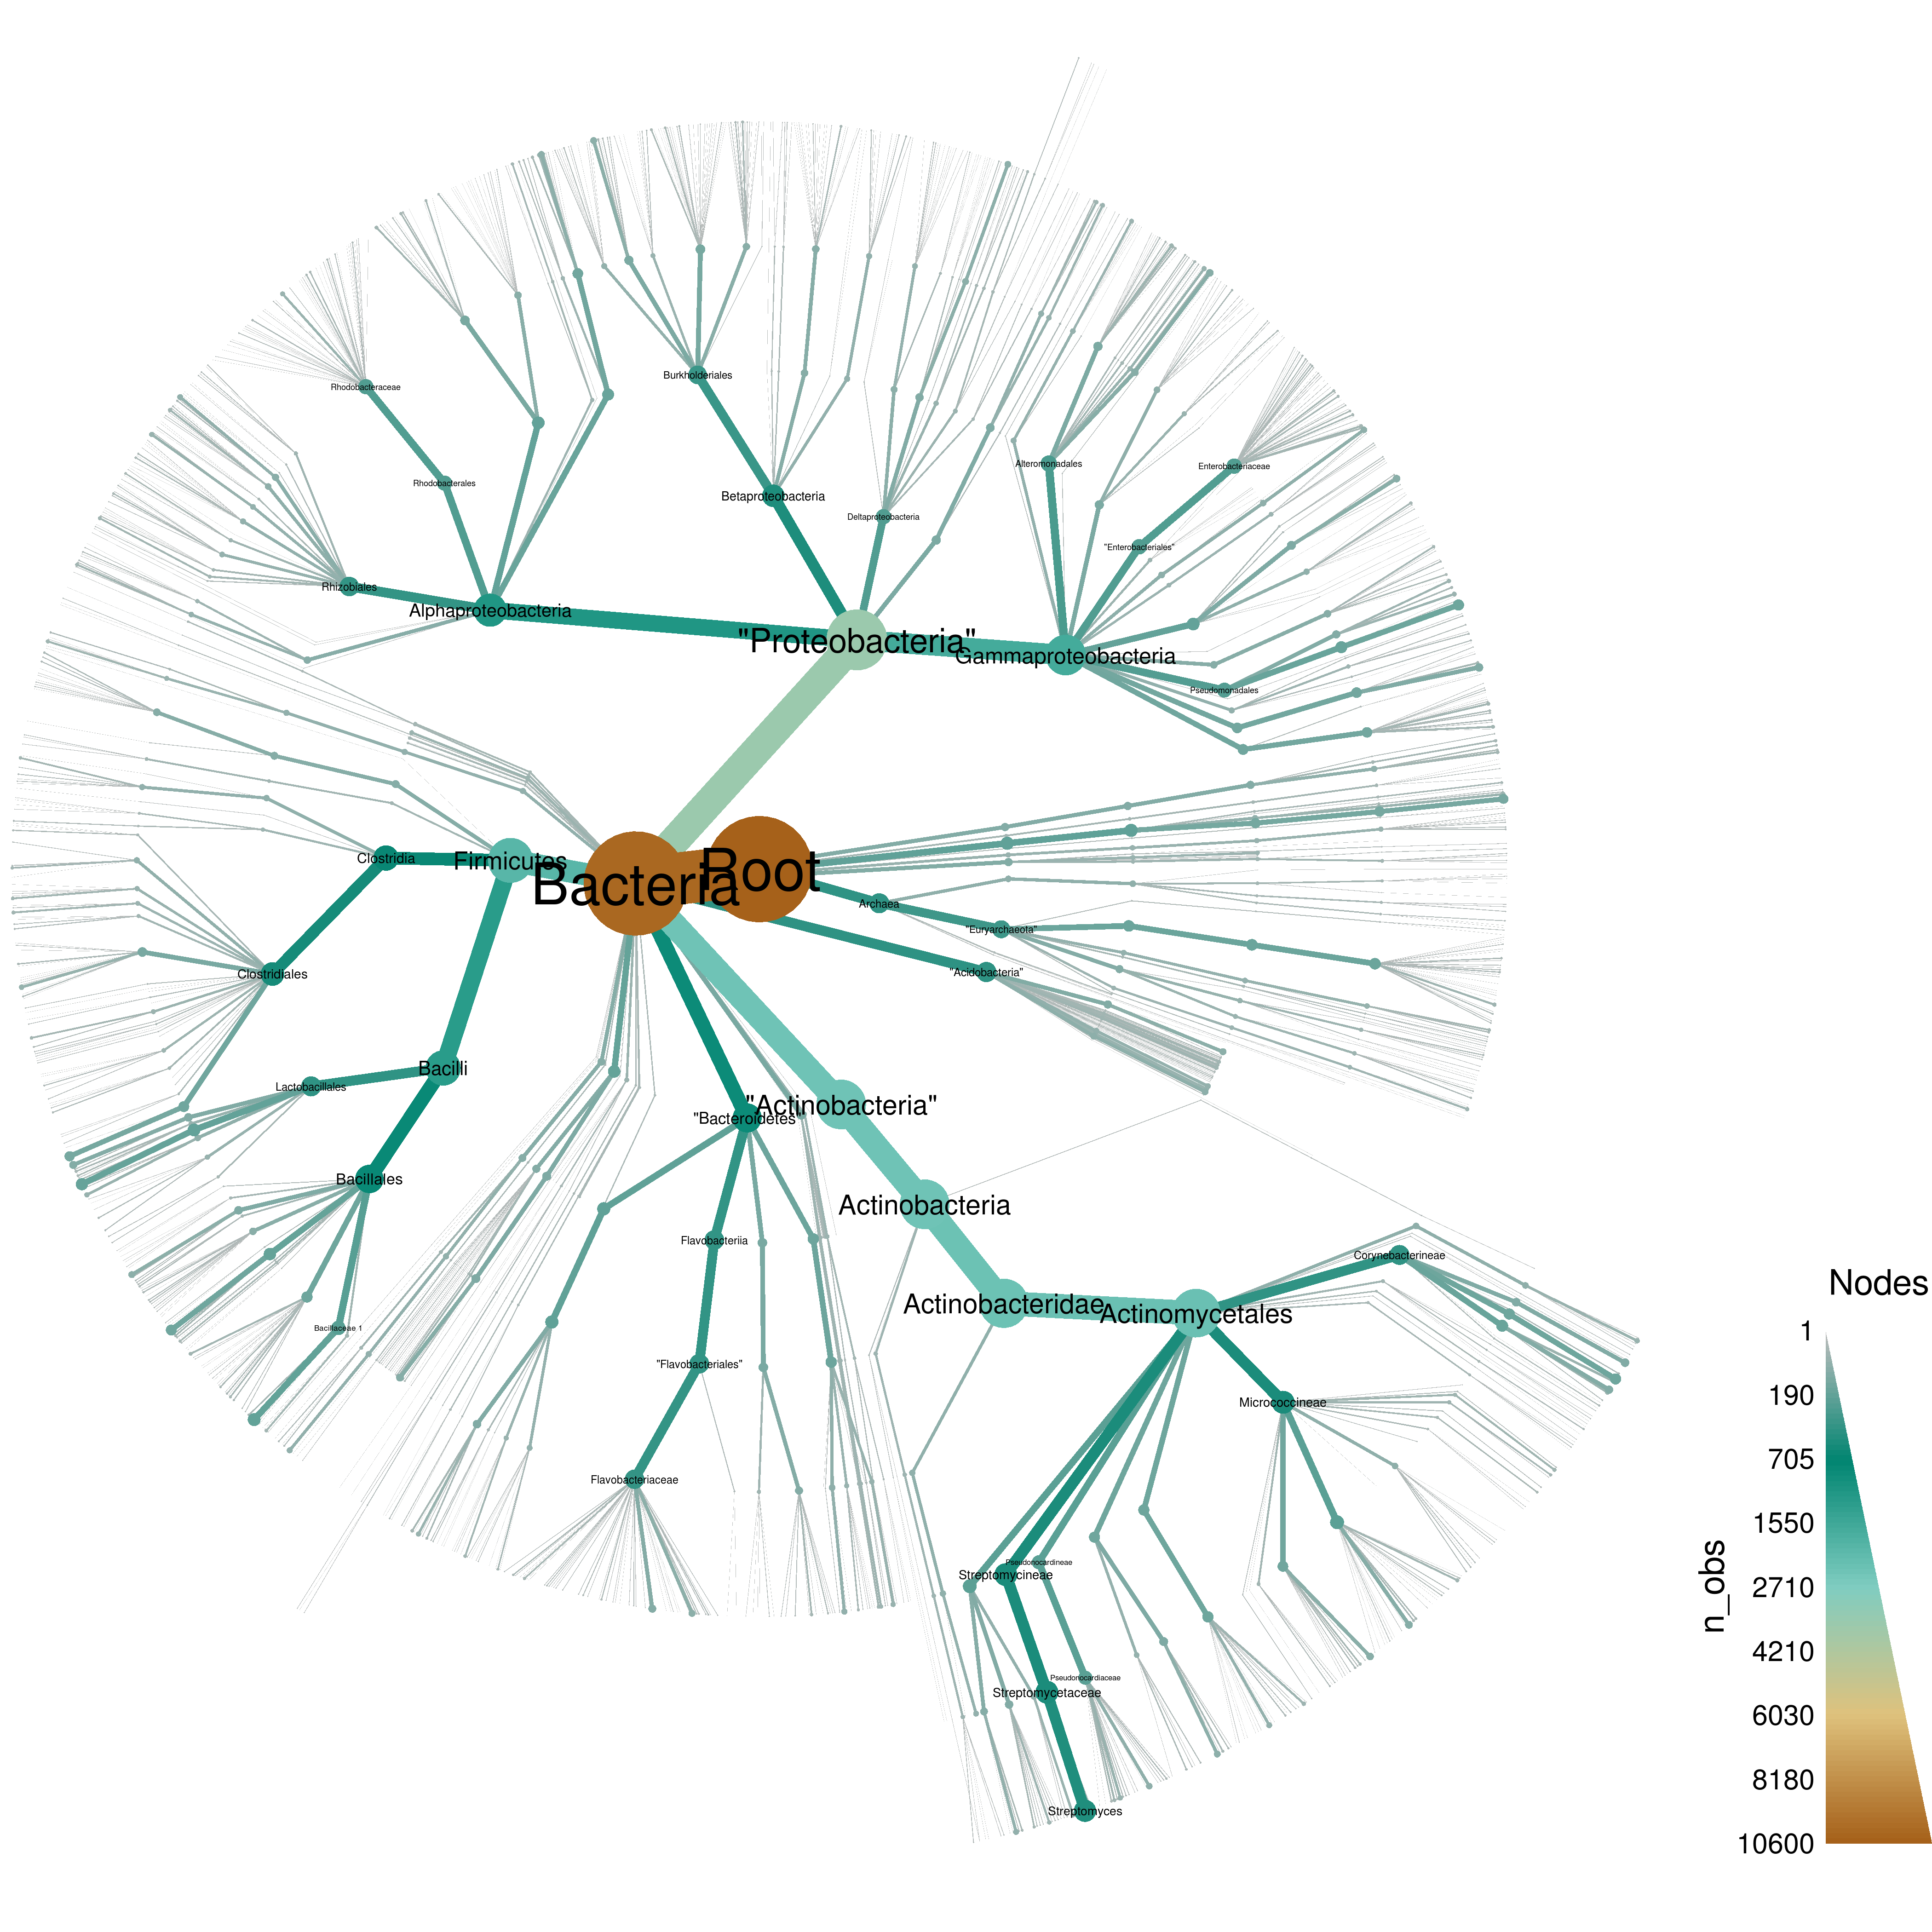 Rhodobacteraceae
Burkholderiales
Alteromonadales
Enterobacteriaceae
Rhodobacterales
Betaproteobacteria
Deltaproteobacteria
"Enterobacteriales"
Rhizobiales
Alphaproteobacteria
"Proteobacteria"
Gammaproteobacteria
Pseudomonadales
Clostridia
Firmicutes
Bacteria
Root
Archaea
"Euryarchaeota"
"Acidobacteria"
Clostridiales
Bacilli
Lactobacillales
"Actinobacteria"
"Bacteroidetes"
Bacillales
Actinobacteria
Flavobacteriia
Corynebacterineae
Actinobacteridae
Actinomycetales
Bacillaceae 1
"Flavobacteriales"
Micrococcineae
Flavobacteriaceae
Pseudonocardineae
Streptomycineae
Pseudonocardiaceae
Streptomycetaceae
Streptomyces
Nodes
1
190
705
1550
2710
4210
6030
8180
10600
n_obs